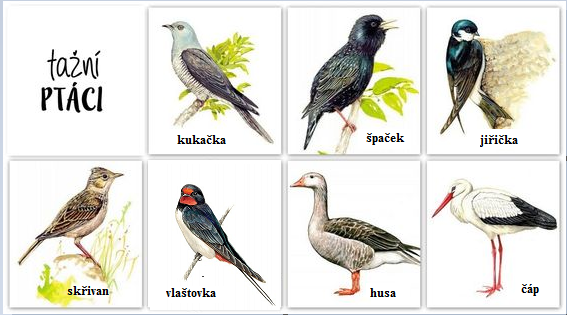 tažní
PTÁCI
kukačka
špaček
jiřička
skřivan
vlaštovka
husa
čáp